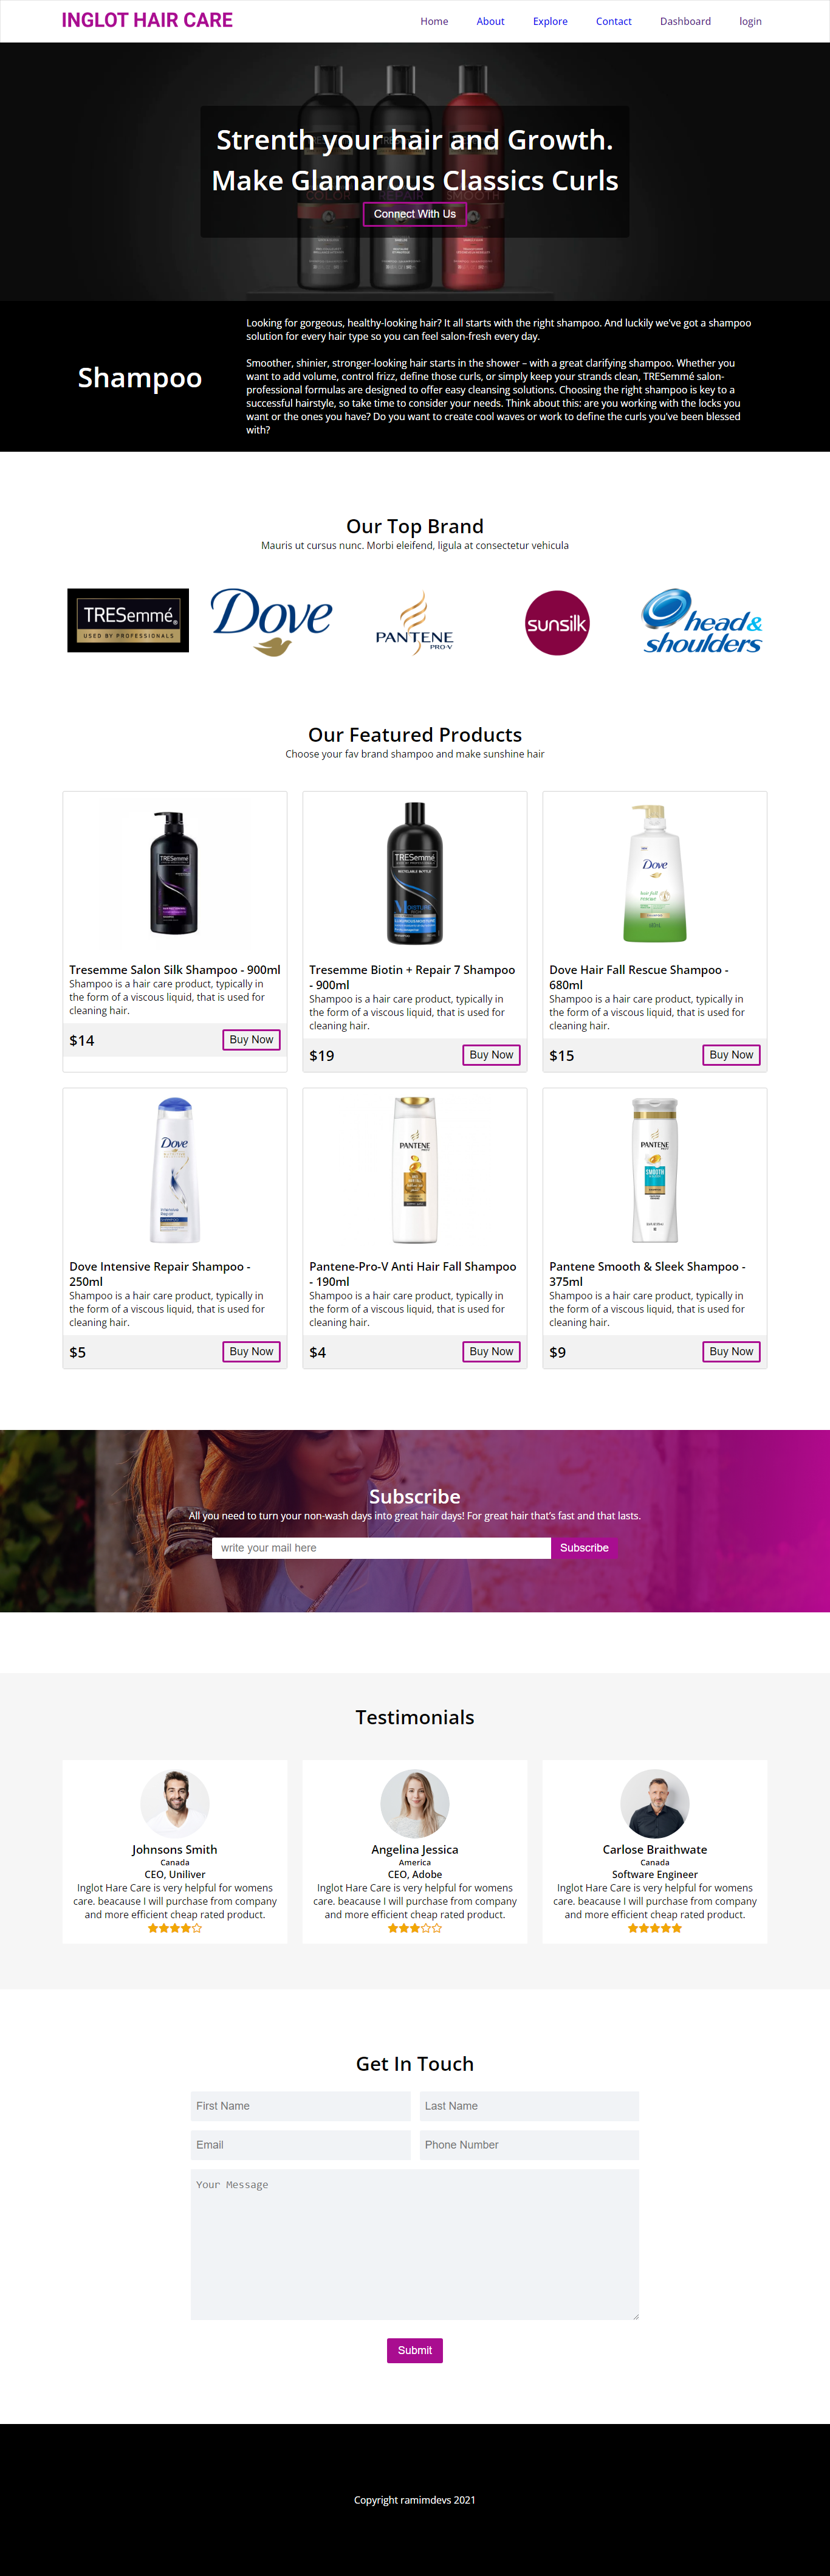 INGLOT HAIR CARE
Home About Explore Contact Dashboard login
Strenth your hair and Growth.
Make Glamarous Classics Curls
COLOR REPAIR SMOOTH
Connect With Us
Shampoo
Looking for gorgeous, healthy-looking hair? It all starts with the right shampoo. And luckily we've got a shampoo
solution for every hair type so you can feel salon-fresh every day.
Smoother, shinier, stronger-looking hair starts in the shower – with a great clarifying shampoo. Whether you
want to add volume, control frizz, define those curls, or simply keep your strands clean, TRESemmé salon-
professional formulas are designed to offer easy cleansing solutions. Choosing the right shampoo is key to a
successful hairstyle, so take time to consider your needs. Think about this: are you working with the locks you
want or the ones you have? Do you want to create cool waves or work to define the curls you've been blessed
with?
Our Top Brand
Mauris ut cursus nunc. Morbi eleifend, ligula at consectetur vehicula
TRESemmé®
USED BY PROFESSIONALS
Dove
PANTENE
PRO-V
sunsilk
head&
shoulders
Our Featured Products
Choose your fav brand shampoo and make sunshine hair
TRESemmé
TRESemmé
Dove
Tresemme Salon Silk Shampoo - 900ml
Shampoo is a hair care product, typically in
the form of a viscous liquid, that is used for
cleaning hair.
$14 Buy Now
Tresemme Biotin + Repair 7 Shampoo
- 900ml
Shampoo is a hair care product, typically in
the form of a viscous liquid, that is used for
cleaning hair.
$19 Buy Now
Dove Hair Fall Rescue Shampoo -
680ml
Shampoo is a hair care product, typically in
the form of a viscous liquid, that is used for
cleaning hair.
$15 Buy Now
Dove
PANTENE
PANTENE
SMOOTH
Dove Intensive Repair Shampoo -
250ml
Shampoo is a hair care product, typically in
the form of a viscous liquid, that is used for
cleaning hair.
$5 Buy Now
Pantene-Pro-V Anti Hair Fall Shampoo
- 190ml
Shampoo is a hair care product, typically in
the form of a viscous liquid, that is used for
cleaning hair.
$4 Buy Now
Pantene Smooth & Sleek Shampoo -
375ml
Shampoo is a hair care product, typically in
the form of a viscous liquid, that is used for
cleaning hair.
$9 Buy Now
Subscribe
All you need to turn your non-wash days into great hair days! For great hair that's fast and that lasts.
write your mail here Subscribe
Testimonials
Johnsons Smith
Canada
CEO, Uniliver
Inglot Hare Care is very helpful for womens
care. beacause I will purchase from company
and more efficient cheap rated product.
Angelina Jessica
America
CEO, Adobe
Inglot Hare Care is very helpful for womens
care. beacause I will purchase from company
and more efficient cheap rated product.
Carlose Braithwate
Canada
Software Engineer
Inglot Hare Care is very helpful for womens
care. beacause I will purchase from company
and more efficient cheap rated product.
Get In Touch
First Name Last Name
Email Phone Number
Your Message
Submit
Copyright ramimdevs 2021